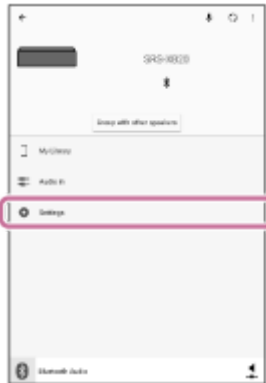 SRS-XB20
Group with other speakers
My Library
Audio in
Settings
Bluetooth Audio